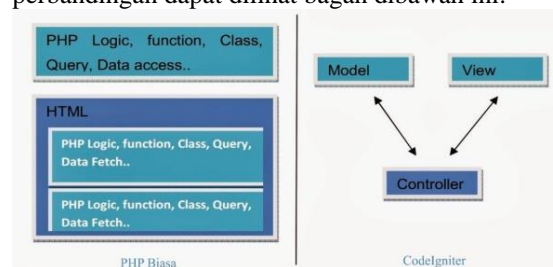 perbandingan dapat dilihat bagan dibawah ini:
PHP Logic, function, Class,
Query, Data access..
HTML
PHP Logic, function, Class, Query,
Data Fetch..
PHP Logic, function, Class, Query,
Data Fetch..
PHP Biasa
Model
View
Controller
CodeIgniter